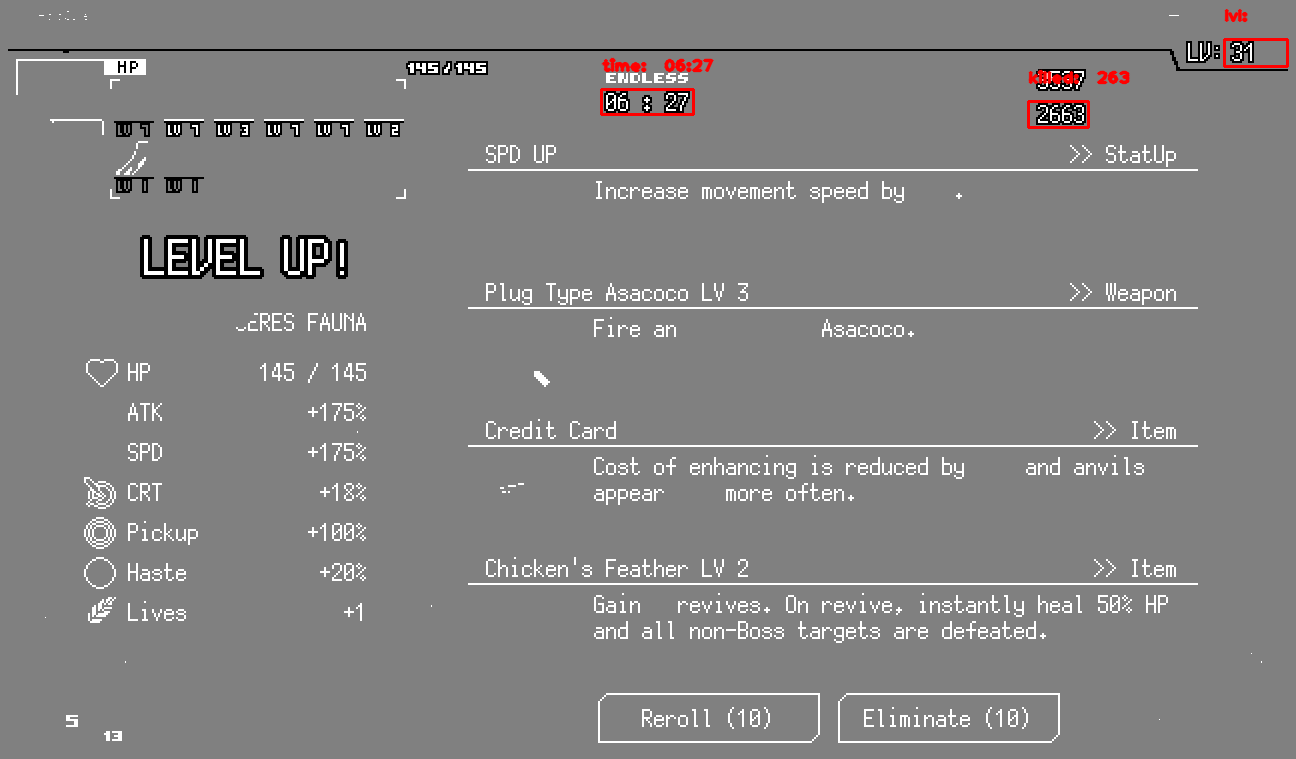 lvl:
LV: 31
HP
145/145
time: 06:27
ENDLESS
06 : 27
killed: 263
2663
LV 7 LV 7 LV 3 LV 7 LV 7 LV 2
LV 1 LV 1
LEVEL UP!
CERES FAUNA
HP 145 / 145
ATK +175%
SPD +175%
CRT +18%
Pickup +100%
Haste +20%
Lives +1
SPD UP >> StatUp
Increase movement speed by .
Plug Type Asacoco LV 3 >> Weapon
Fire an Asacoco.
Credit Card >> Item
Cost of enhancing is reduced by and anvils
appear more often.
Chicken's Feather LV 2 >> Item
Gain revives. On revive, instantly heal 50% HP
and all non-Boss targets are defeated.
Reroll (10) Eliminate (10)
5
13